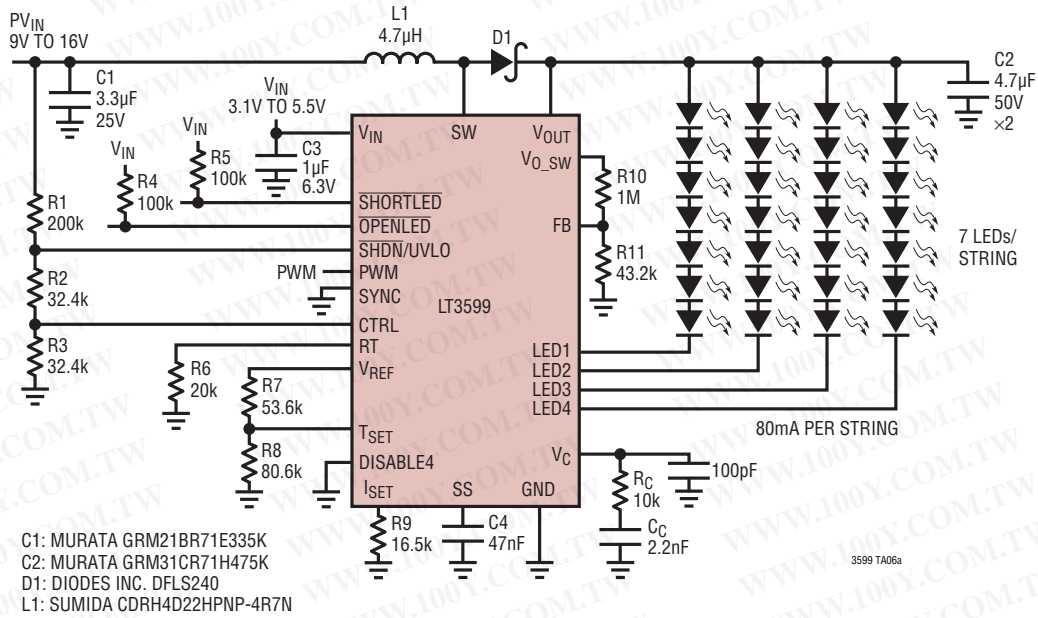 PVIN
9V TO 16V
L1
4.7µH
D1
C1
3.3µF
25V
C2
4.7µF
50V
×2
VIN
3.1V TO 5.5V
C3
1µF
6.3V
VIN
R5
100k
VIN
R4
100k
R1
200k
R2
32.4k
R3
32.4k
VIN
SW
VOUT
VO_SW
SHORTLED
OPENLED
SHDN/UVLO
PWM
PWM
SYNC
LT3599
CTRL
RT
VREF
TSET
DISABLE4
ISET
SS
GND
FB
LED1
LED2
LED3
LED4
VC
R10
1M
R11
43.2k
7 LEDs/
STRING
80mA PER STRING
R6
20k
R7
53.6k
R8
80.6k
R9
16.5k
C4
47nF
RC
10k
CC
2.2nF
100pF
3599 TA06a
C1: MURATA GRM21BR71E335K
C2: MURATA GRM31CR71H475K
D1: DIODES INC. DFLS240
L1: SUMIDA CDRH4D22HPNP-4R7N
WWW.100Y.COM.TW